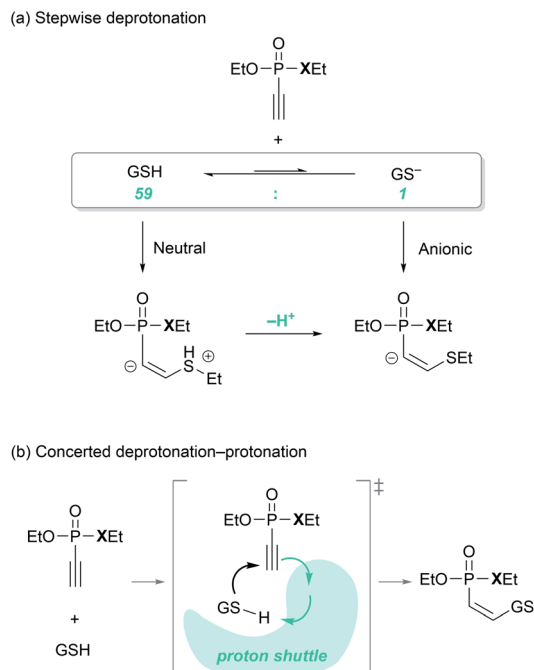 (a) Stepwise deprotonation
O
EtO–P–XEt
+
GSH GS⁻
59 : 1
Neutral Anionic
O O
EtO–P–XEt –H⁺ EtO–P–XEt
H
⊖ S ⊕ ⊖ SEt
Et
(b) Concerted deprotonation–protonation
‡
O
EtO–P–XEt
O
EtO–P–XEt
O
EtO–P–XEt
GS
GS–H
+
GSH
proton shuttle